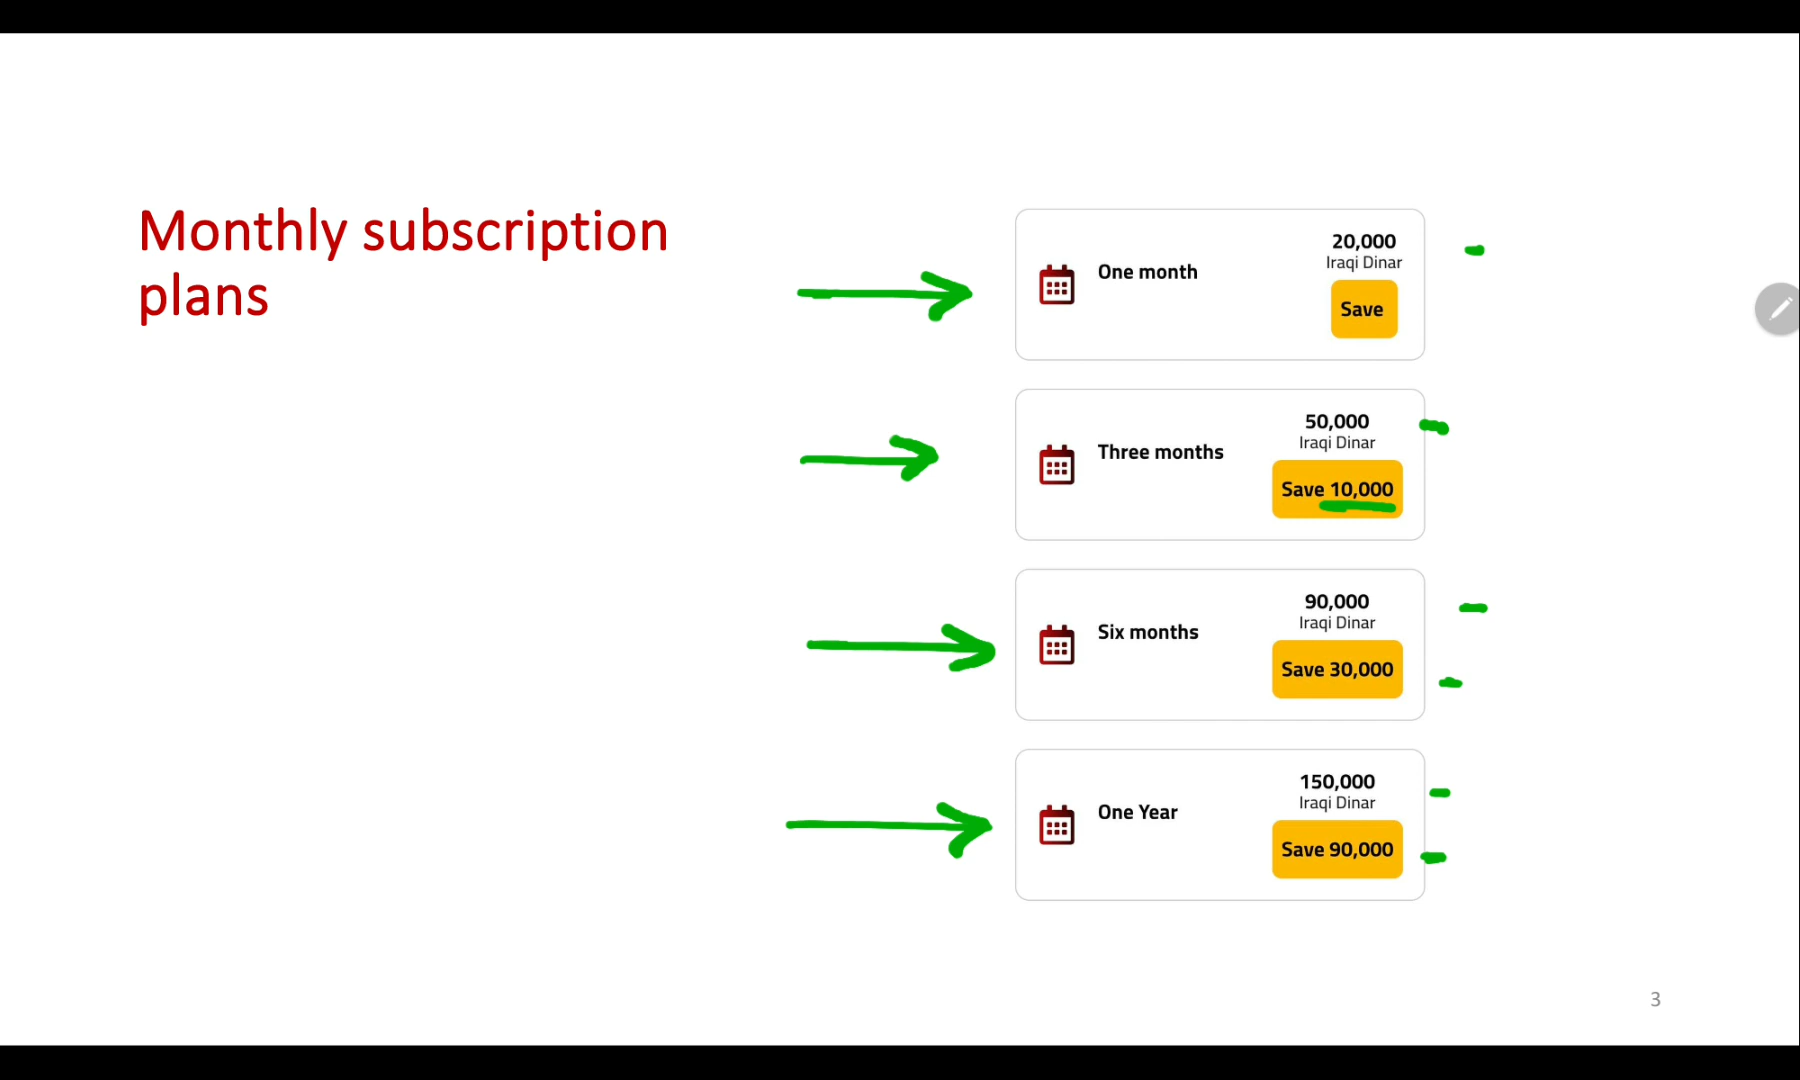 Monthly subscription
plans
One month
20,000
Iraqi Dinar
Save
Three months
50,000
Iraqi Dinar
Save 10,000
Six months
90,000
Iraqi Dinar
Save 30,000
One Year
150,000
Iraqi Dinar
Save 90,000
3